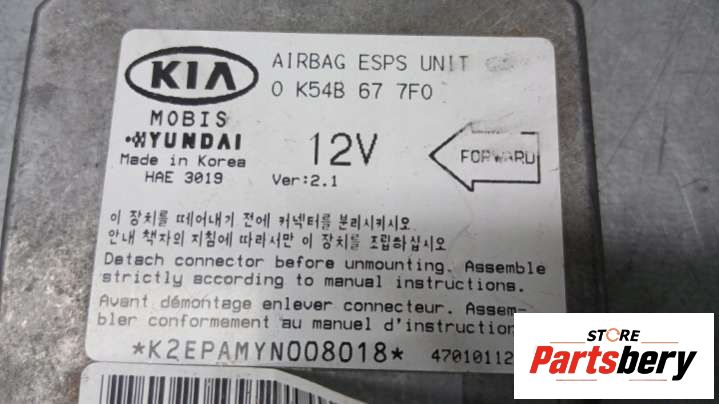 KIA
AIRBAG ESPS UNIT
0 K54B 67 7F0
MOBIS
HYUNDAI
Made in Korea
HAE 3019
12V
Ver:2.1
FORWARD
이 장치를 떼어내기 전에 커넥터를 분리시키시오
안내 책자의 지침에 따라서만 이 장치를 조립하십시오
Detach connector before unmounting. Assemble
strictly according to manual instructions.
Avant démontage enlever connecteur. Assem-
bler conformement au manuel d'instruction
*K2EPAMYN008018*
47010112
STORE
Partsbery